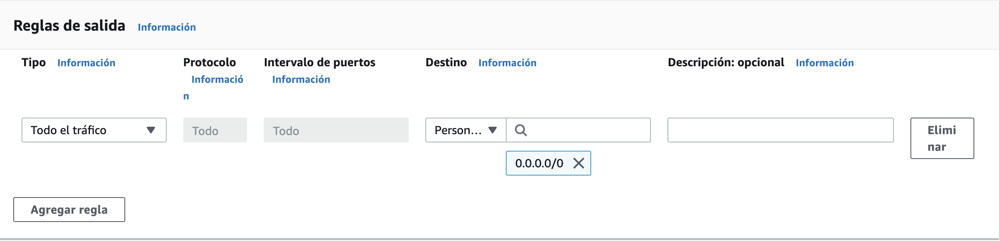 Reglas de salida Información
Tipo Información Protocolo Intervalo de puertos Destino Información Descripción: opcional Información
Informació Información
n
Todo el tráfico Todo Todo Person... Elimi
nar
0.0.0.0/0
Agregar regla